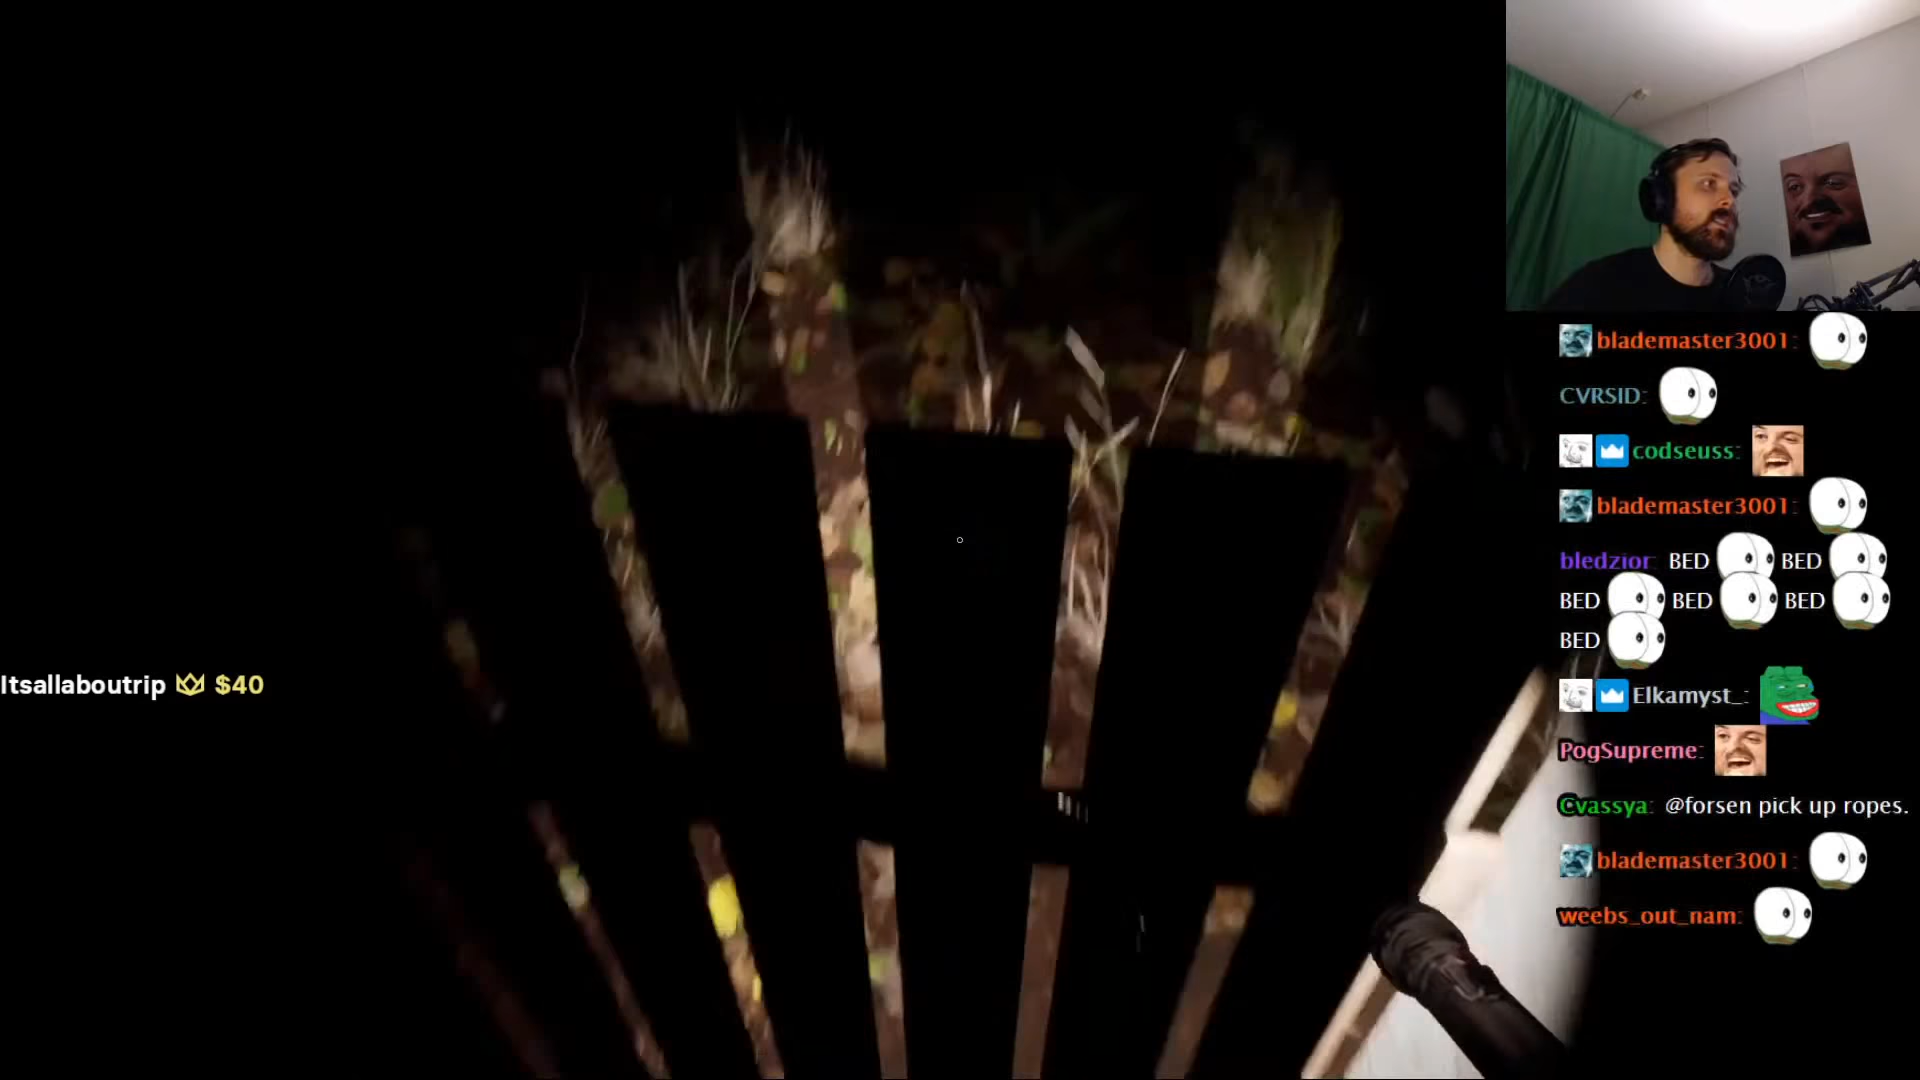 blademaster3001:
CVRSID:
codseuss:
blademaster3001:
bledzior: BED BED
BED BED BED
BED
Itsallaboutrip $40
Elkamyst_:
PogSupreme:
Cvassya: @forsen pick up ropes.
blademaster3001:
weebs_out_nam: